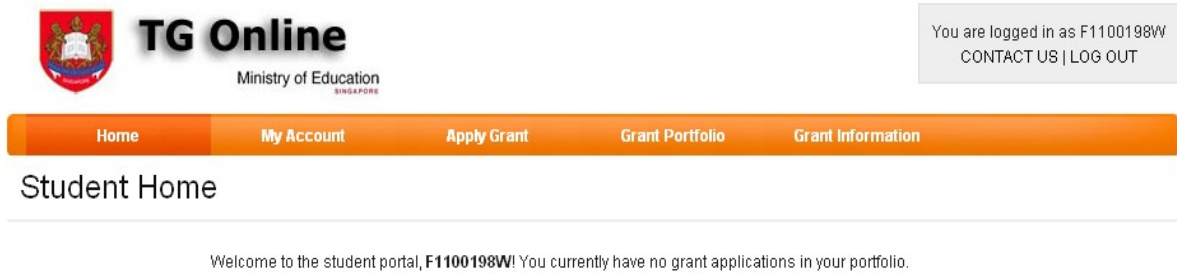 TG Online
Ministry of Education
SINGAPORE
SINGAPORE
You are logged in as F1100198W
CONTACT US | LOG OUT
Home My Account Apply Grant Grant Portfolio Grant Information
Student Home
Welcome to the student portal, F1100198W! You currently have no grant applications in your portfolio.